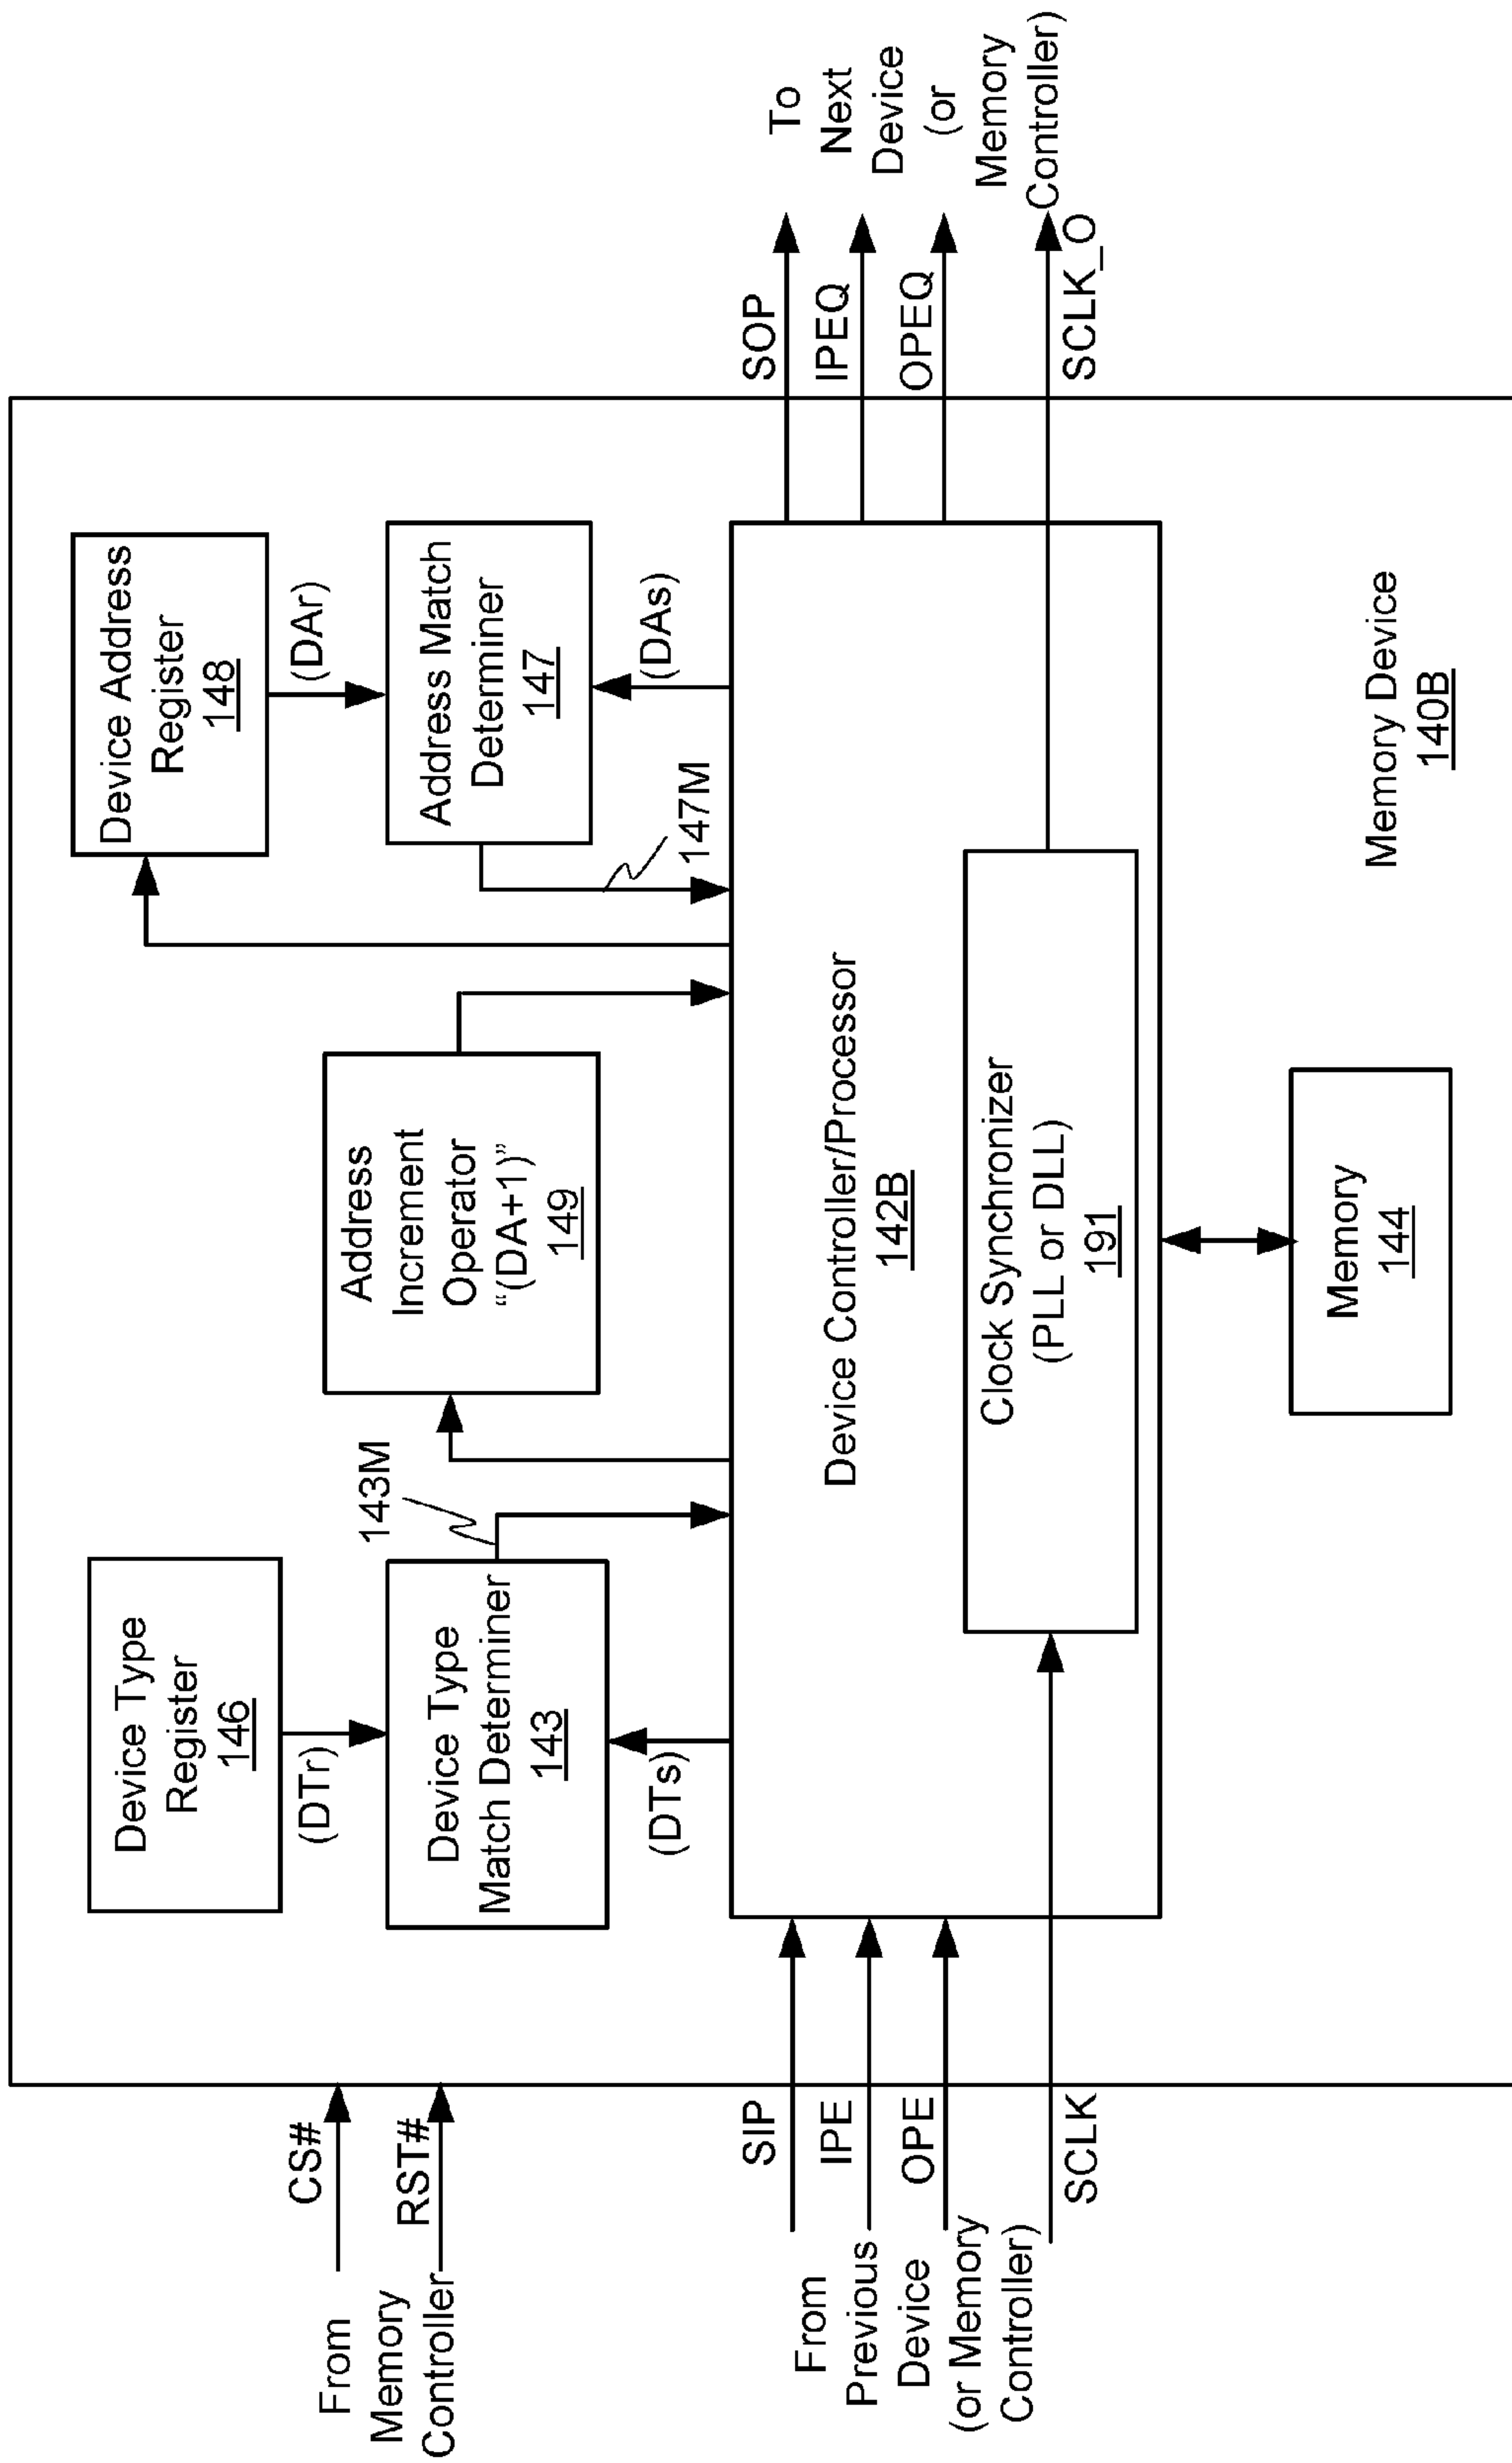 From
Memory
Controller
CS#
RST#
From
Previous
Device
(or Memory
Controller)
SIP
IPE
OPE
SCLK
Device Type
Register
146
(DTr)
Device Type
Match Determiner
143
(DTs)
143M
Address
Increment
Operator
“(DA+1)”
149
Device Address
Register
148
(DAr)
Address Match
Determiner
147
(DAs)
147M
Device Controller/Processor
142B
Clock Synchronizer
(PLL or DLL)
191
Memory
144
Memory Device
140B
SOP
IPEQ
OPEQ
SCLK_O
To
Next
Device
(or
Memory
Controller)